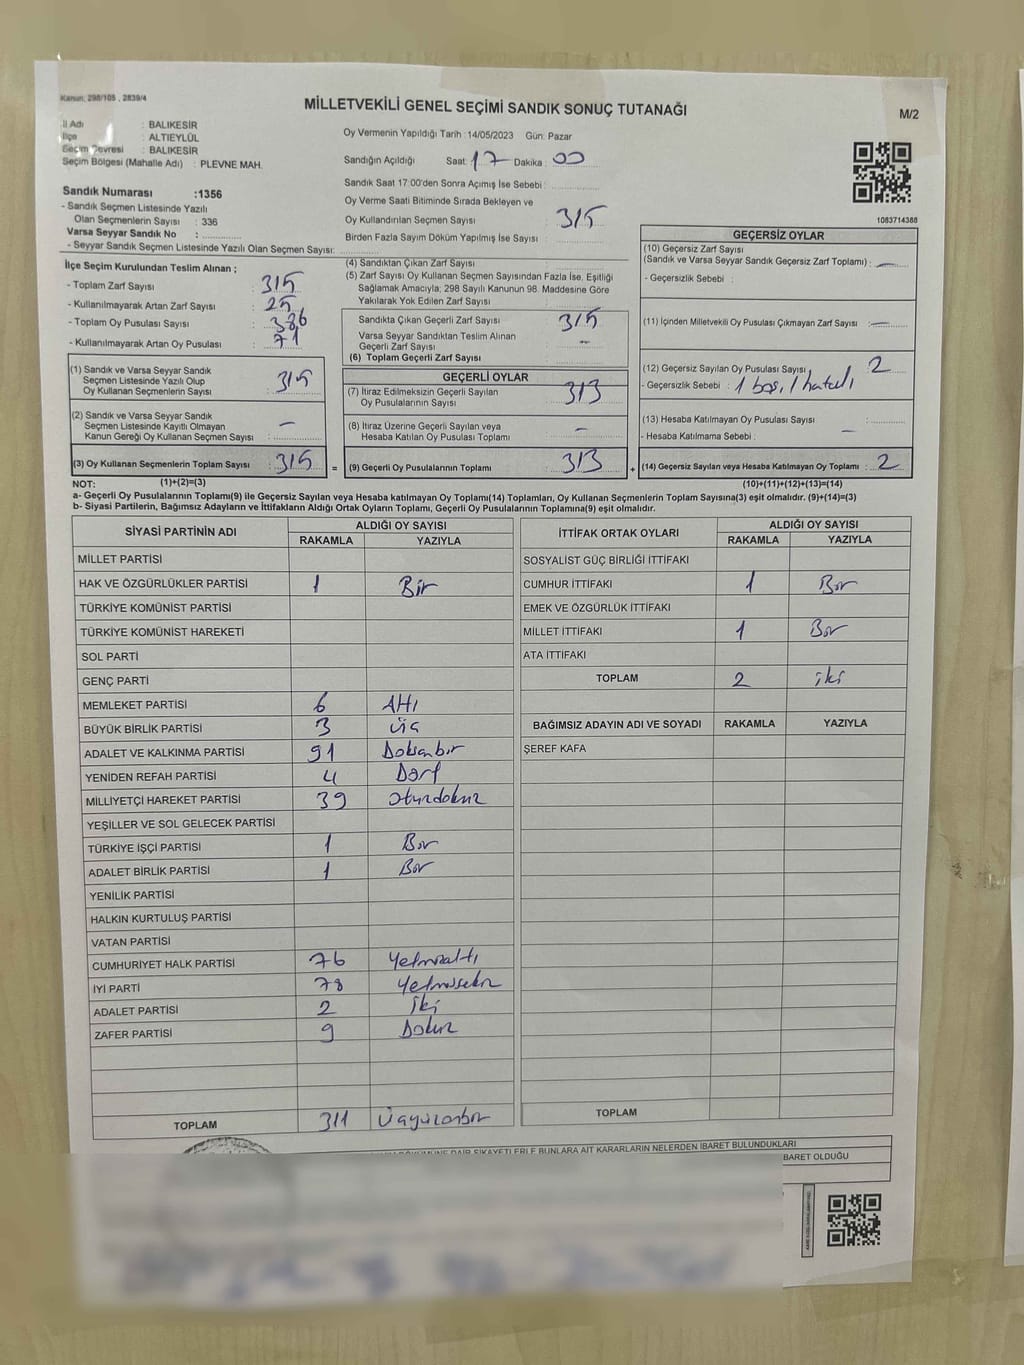 Kanun: 298/105 , 2839/4
MİLLETVEKİLİ GENEL SEÇİMİ SANDIK SONUÇ TUTANAĞI
M/2
İl Adı : BALIKESİR
İlçe : ALTIEYLÜL
Seçim Çevresi : BALIKESİR
Seçim Bölgesi (Mahalle Adı) : PLEVNE MAH.
Oy Vermenin Yapıldığı Tarih :14/05/2023 Gün: Pazar
Sandığın Açıldığı Saat: 17 Dakika : 00
Sandık Saat 17:00'den Sonra Açımış İse Sebebi :
Oy Verme Saati Bitiminde Sırada Bekleyen ve
Oy Kullandırılan Seçmen Sayısı : 315
Birden Fazla Sayım Döküm Yapılmış İse Sayısı :
Sandık Numarası :1356
- Sandık Seçmen Listesinde Yazılı
Olan Seçmenlerin Sayısı : 336
Varsa Seyyar Sandık No :
- Seyyar Sandık Seçmen Listesinde Yazılı Olan Seçmen Sayısı:
1083714388
İlçe Seçim Kurulundan Teslim Alınan ;
- Toplam Zarf Sayısı : 315
- Kullanılmayarak Artan Zarf Sayısı : 25
- Toplam Oy Pusulası Sayısı : 386
- Kullanılmayarak Artan Oy Pusulası : 71
(4) Sandıktan Çıkan Zarf Sayısı :
(5) Zarf Sayısı Oy Kullanan Seçmen Sayısından Fazla İse, Eşitliği
Sağlamak Amacıyla; 298 Sayılı Kanunun 98. Maddesine Göre
Yakılarak Yok Edilen Zarf Sayısı :
Sandıkta Çıkan Geçerli Zarf Sayısı : 315
Varsa Seyyar Sandıktan Teslim Alınan
Geçerli Zarf Sayısı : -
(6) Toplam Geçerli Zarf Sayısı :
GEÇERSİZ OYLAR
(10) Geçersiz Zarf Sayısı
(Sandık ve Varsa Seyyar Sandık Geçersiz Zarf Toplamı) : -
- Geçersizlik Sebebi :
(11) İçinden Milletvekili Oy Pusulası Çıkmayan Zarf Sayısı : -
(12) Geçersiz Sayılan Oy Pusulası Sayısı : 2
- Geçersizlik Sebebi : 1 boş, 1 hatalı
(13) Hesaba Katılmayan Oy Pusulası Sayısı :
- Hesaba Katılmama Sebebi : -
(14) Geçersiz Sayılan veya Hesaba Katılmayan Oy Toplamı : 2
(10)+(11)+(12)+(13)=(14)
(1) Sandık ve Varsa Seyyar Sandık
Seçmen Listesinde Yazılı Olup
Oy Kullanan Seçmenlerin Sayısı : 315
(2) Sandık ve Varsa Seyyar Sandık
Seçmen Listesinde Kayıtlı Olmayan
Kanun Gereği Oy Kullanan Seçmen Sayısı : -
(3) Oy Kullanan Seçmenlerin Toplam Sayısı : 315
=
GEÇERLİ OYLAR
(7) İtiraz Edilmeksizin Geçerli Sayılan
Oy Pusulalarının Sayısı : 313
(8) İtiraz Üzerine Geçerli Sayılan veya
Hesaba Katılan Oy Pusulası Toplamı : -
(9) Geçerli Oy Pusulalarının Toplamı : 313
+
NOT: (1)+(2)=(3)
a- Geçerli Oy Pusulalarının Toplamı(9) ile Geçersiz Sayılan veya Hesaba katılmayan Oy Toplamı(14) Toplamları, Oy Kullanan Seçmenlerin Toplam Sayısına(3) eşit olmalıdır. (9)+(14)=(3)
b- Siyasi Partilerin, Bağımsız Adayların ve İttifakların Aldığı Ortak Oyların Toplamı, Geçerli Oy Pusulalarının Toplamına(9) eşit olmalıdır.
SİYASİ PARTİNİN ADI ALDIĞI OY SAYISI
RAKAMLA YAZIYLA
MİLLET PARTİSİ
HAK VE ÖZGÜRLÜKLER PARTİSİ 1 Bir
TÜRKİYE KOMÜNİST PARTİSİ
TÜRKİYE KOMÜNİST HAREKETİ
SOL PARTİ
GENÇ PARTİ
MEMLEKET PARTİSİ 6 Altı
BÜYÜK BİRLİK PARTİSİ 3 Üç
ADALET VE KALKINMA PARTİSİ 91 Doksanbir
YENİDEN REFAH PARTİSİ 4 Dört
MİLLİYETÇİ HAREKET PARTİSİ 39 Otuzdokuz
YEŞİLLER VE SOL GELECEK PARTİSİ
TÜRKİYE İŞÇİ PARTİSİ 1 Bir
ADALET BİRLİK PARTİSİ 1 Bir
YENİLİK PARTİSİ
HALKIN KURTULUŞ PARTİSİ
VATAN PARTİSİ
CUMHURİYET HALK PARTİSİ 76 Yetmişaltı
İYİ PARTİ 78 Yetmişsekiz
ADALET PARTİSİ 2 İki
ZAFER PARTİSİ 9 Dokuz
TOPLAM 311 Üçyüzonbir
İTTİFAK ORTAK OYLARI ALDIĞI OY SAYISI
RAKAMLA YAZIYLA
SOSYALİST GÜÇ BİRLİĞİ İTTİFAKI
CUMHUR İTTİFAKI 1 Bir
EMEK VE ÖZGÜRLÜK İTTİFAKI
MİLLET İTTİFAKI 1 Bir
ATA İTTİFAKI
TOPLAM 2 iki
BAĞIMSIZ ADAYIN ADI VE SOYADI RAKAMLA YAZIYLA
ŞEREF KAFA
TOPLAM
DÖKÜMÜNE DAİR ŞİKAYETLERLE BUNLARA AİT KARARLARIN NELERDEN İBARET BULUNDUKLARI
BARET OLDUĞU